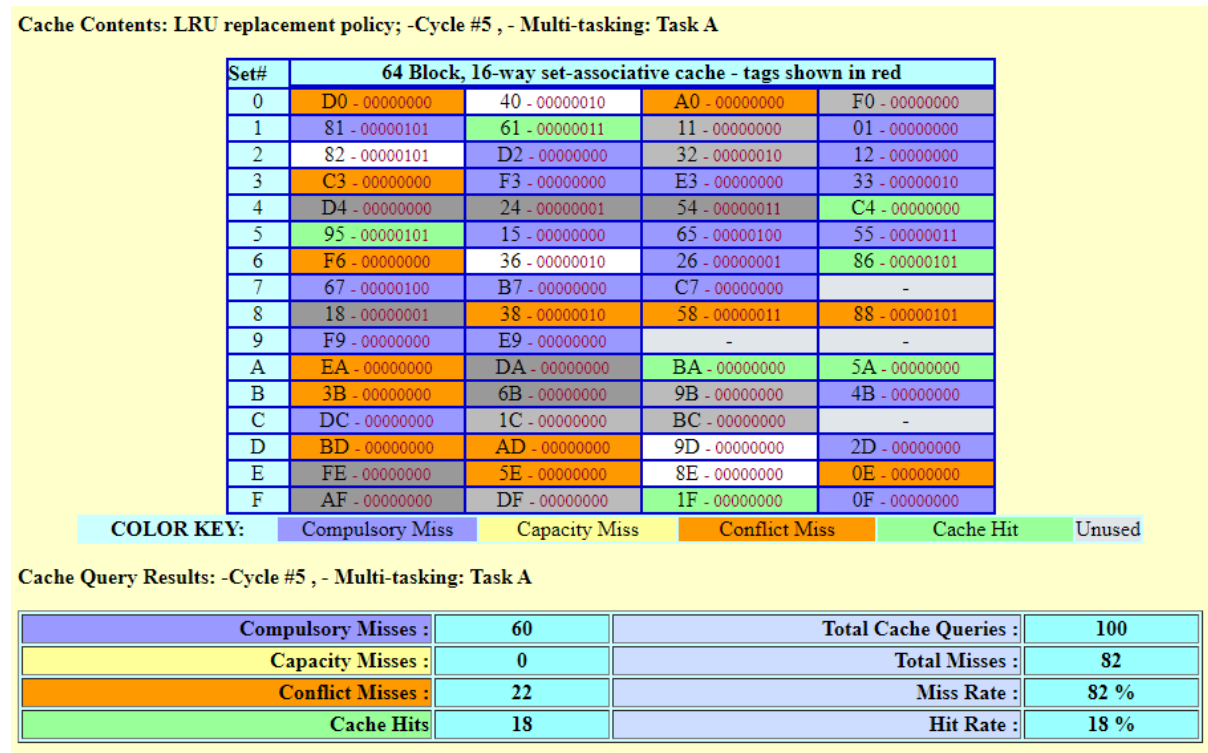 Cache Contents: LRU replacement policy; -Cycle #5 , - Multi-tasking: Task A
Set# 64 Block, 16-way set-associative cache - tags shown in red
0 D0 - 00000000 40 - 00000010 A0 - 00000000 F0 - 00000000
1 81 - 00000101 61 - 00000011 11 - 00000000 01 - 00000000
2 82 - 00000101 D2 - 00000000 32 - 00000010 12 - 00000000
3 C3 - 00000000 F3 - 00000000 E3 - 00000000 33 - 00000010
4 D4 - 00000000 24 - 00000001 54 - 00000011 C4 - 00000000
5 95 - 00000101 15 - 00000000 65 - 00000100 55 - 00000011
6 F6 - 00000000 36 - 00000010 26 - 00000001 86 - 00000101
7 67 - 00000100 B7 - 00000000 C7 - 00000000 -
8 18 - 00000001 38 - 00000010 58 - 00000011 88 - 00000101
9 F9 - 00000000 E9 - 00000000 - -
A EA - 00000000 DA - 00000000 BA - 00000000 5A - 00000000
B 3B - 00000000 6B - 00000000 9B - 00000000 4B - 00000000
C DC - 00000000 1C - 00000000 BC - 00000000 -
D BD - 00000000 AD - 00000000 9D - 00000000 2D - 00000000
E FE - 00000000 5E - 00000000 8E - 00000000 0E - 00000000
F AF - 00000000 DF - 00000000 1F - 00000000 0F - 00000000
COLOR KEY: Compulsory Miss Capacity Miss Conflict Miss Cache Hit Unused
Cache Query Results: -Cycle #5 , - Multi-tasking: Task A
Compulsory Misses : 60 Total Cache Queries : 100
Capacity Misses : 0 Total Misses : 82
Conflict Misses : 22 Miss Rate : 82 %
Cache Hits 18 Hit Rate : 18 %